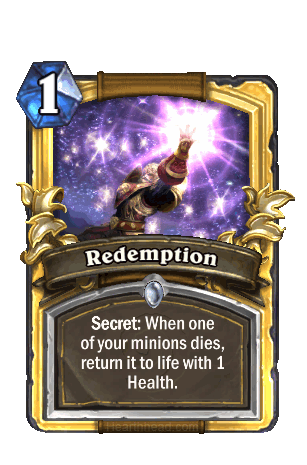 1
Redemption
Secret: When one
of your minions dies,
return it to life with 1
Health.